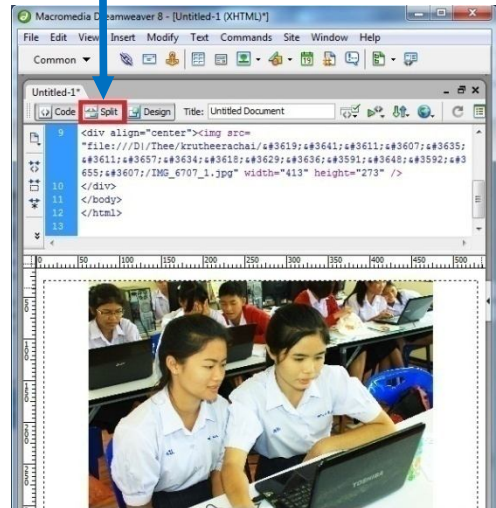 Macromedia Dreamweaver 8 - [Untitled-1 (XHTML)*]
File Edit View Insert Modify Text Commands Site Window Help
Common
Untitled-1*
Code Split Design Title: Untitled Document
9 <div align="center"><img src=
"file:///D|/Thee/krutheerachai/&#3619;&#3641;&#3611;&#3607;&#3635;
&#3611;&#3657;&#3634;&#3618;&#3629;&#3636;&#3591;&#3648;&#3592;&#3
655;&#3607;/IMG_6707_1.jpg" width="413" height="273" />
10 </div>
11 </body>
12 </html>
13
0 50 100 150 200 250 300 350 400 450 500
TOSHIBA